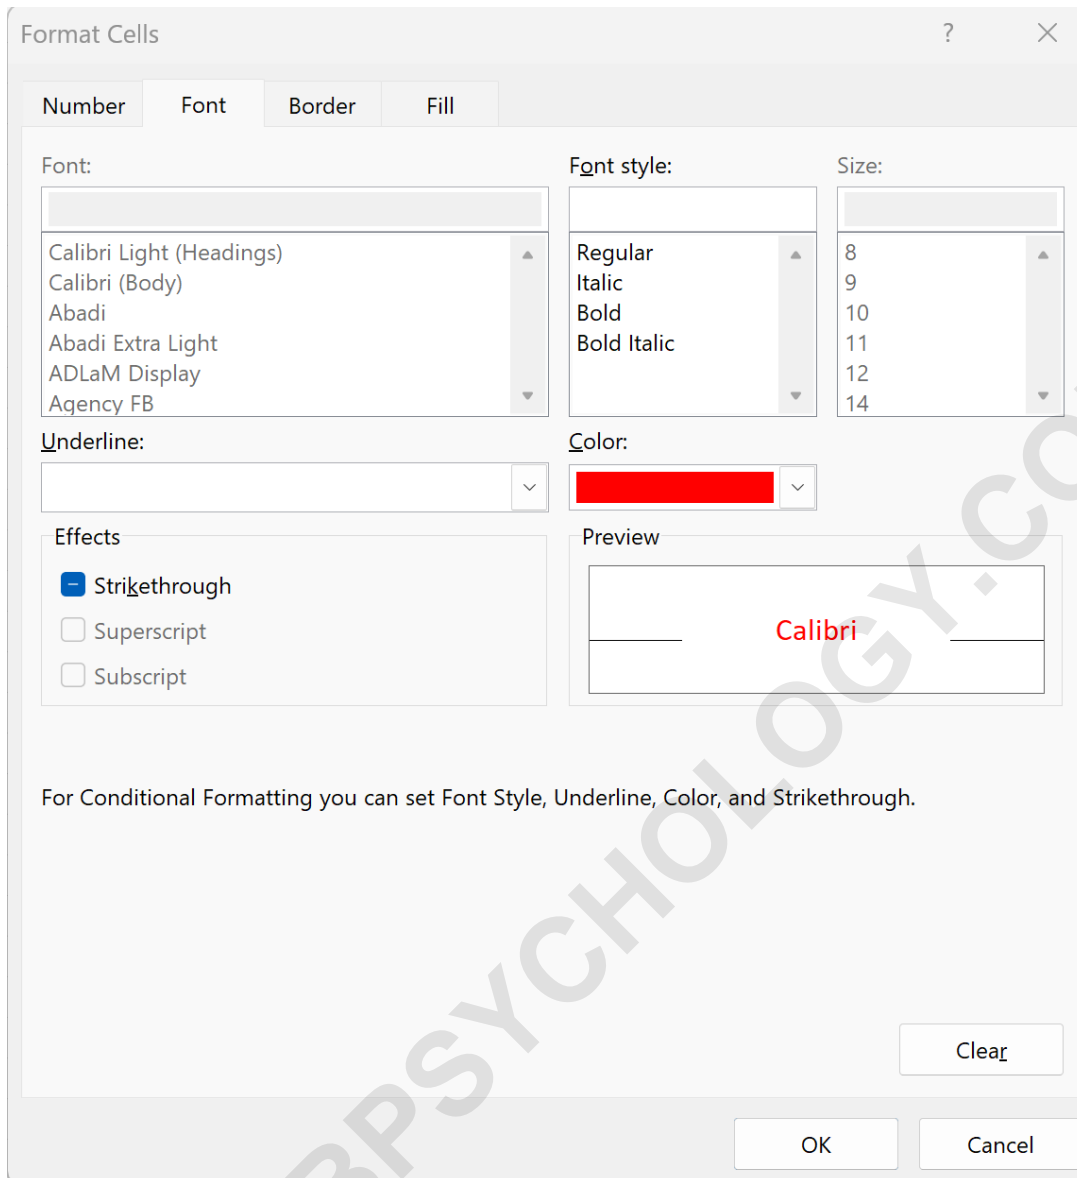 Format Cells ?
Number Font Border Fill
Font: Font style: Size:
Calibri Light (Headings) Regular 8
Calibri (Body) Italic 9
Abadi Bold 10
Abadi Extra Light Bold Italic 11
ADLaM Display 12
Agency FB 14
Underline: Color:
Effects Preview
Strikethrough
Superscript Calibri
Subscript
For Conditional Formatting you can set Font Style, Underline, Color, and Strikethrough.
Clear
OK Cancel